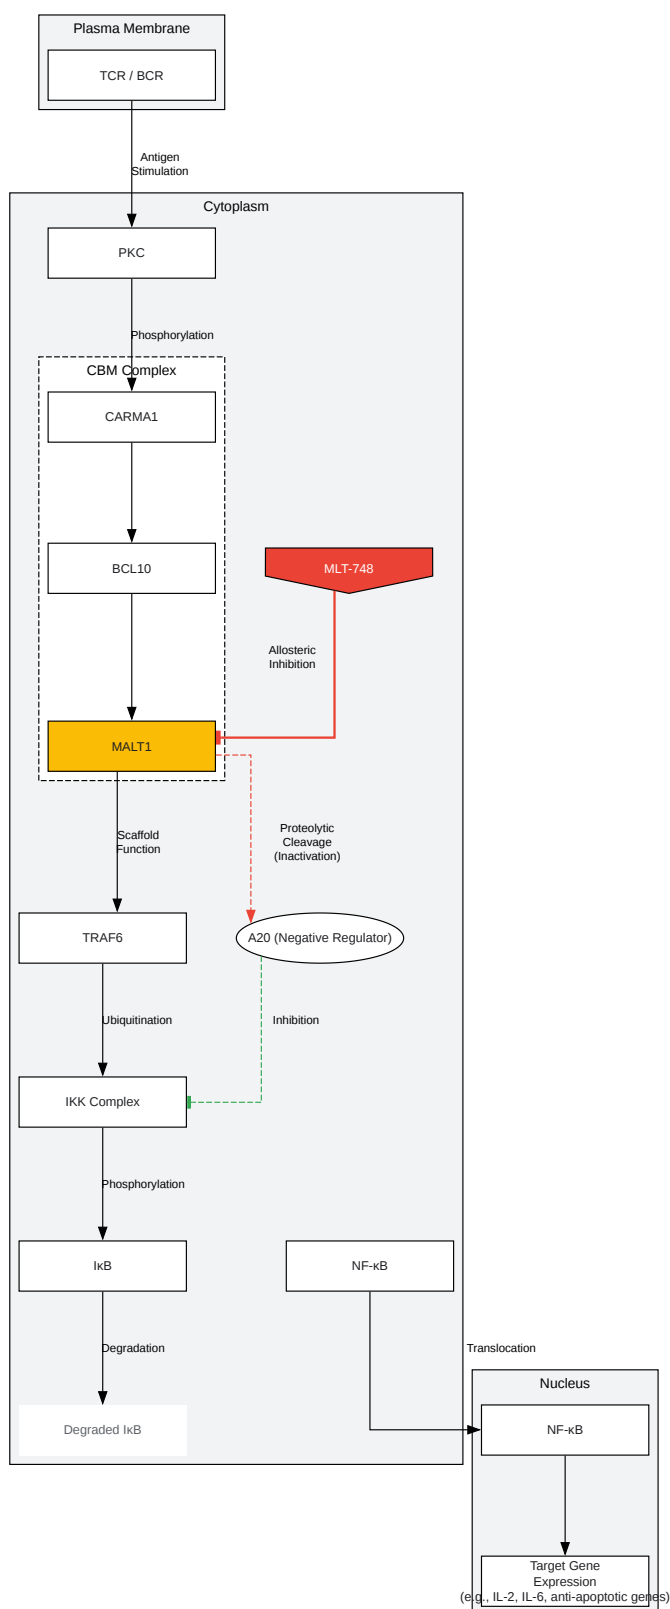 Plasma Membrane
TCR / BCR
Antigen
Stimulation
Cytoplasm
PKC
Phosphorylation
CBM Complex
CARMA1
BCL10
MLT-748
Allosteric
Inhibition
MALT1
Scaffold
Function
Proteolytic
Cleavage
(Inactivation)
TRAF6
A20 (Negative Regulator)
Ubiquitination
Inhibition
IKK Complex
Phosphorylation
IκB
NF-κB
Degradation
Translocation
Nucleus
Degraded IκB
NF-κB
Target Gene
Expression
(e.g., IL-2, IL-6, anti-apoptotic genes)